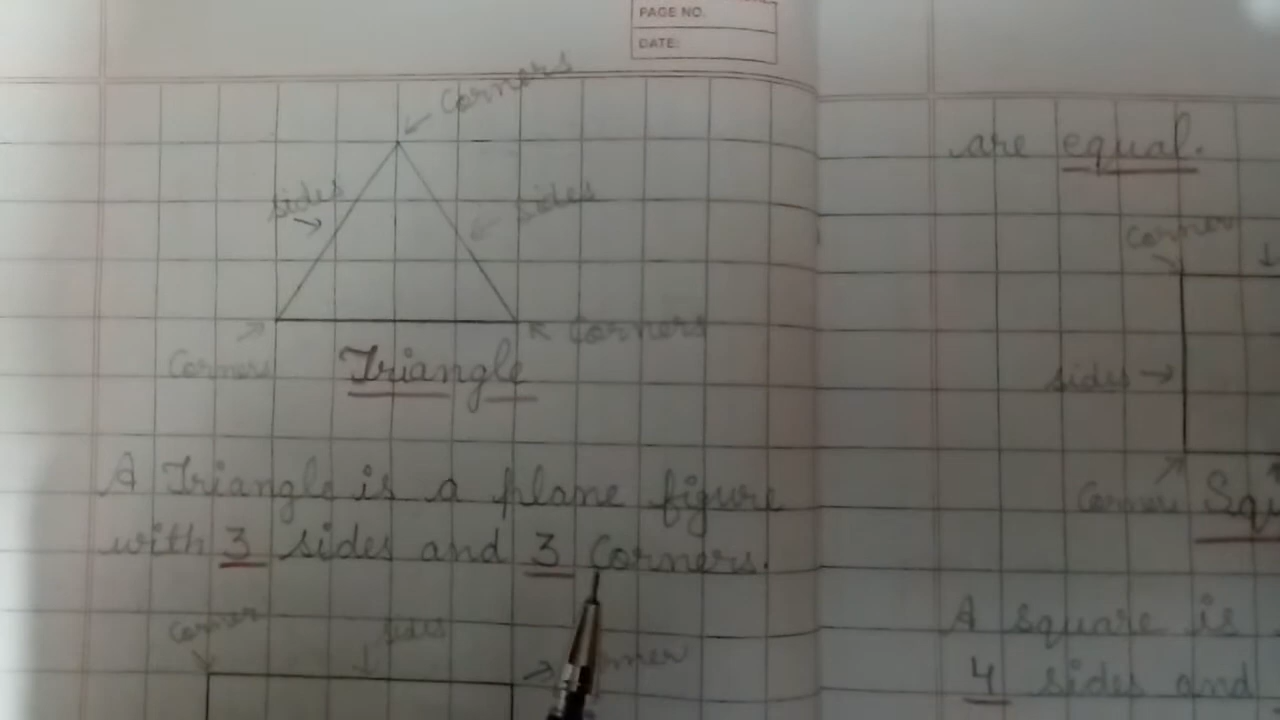 PAGE NO.
DATE:
Corners
sides
sides
Corners
Corners
Triangle
A Triangle is a plane figure
with 3 sides and 3 Corners.
Corner
sides
are equal.
Corner
sides
Corner
A square is
4 sides and